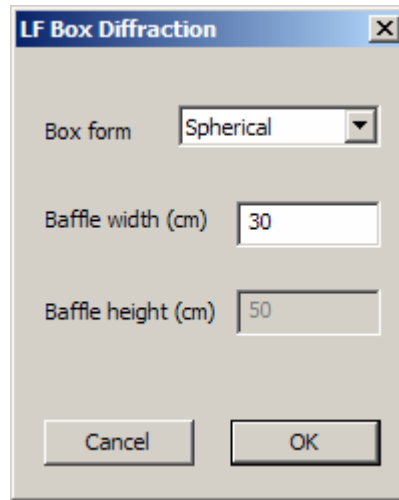 LF Box Diffraction
Box form Spherical
Baffle width (cm) 30
Baffle height (cm) 50
Cancel OK